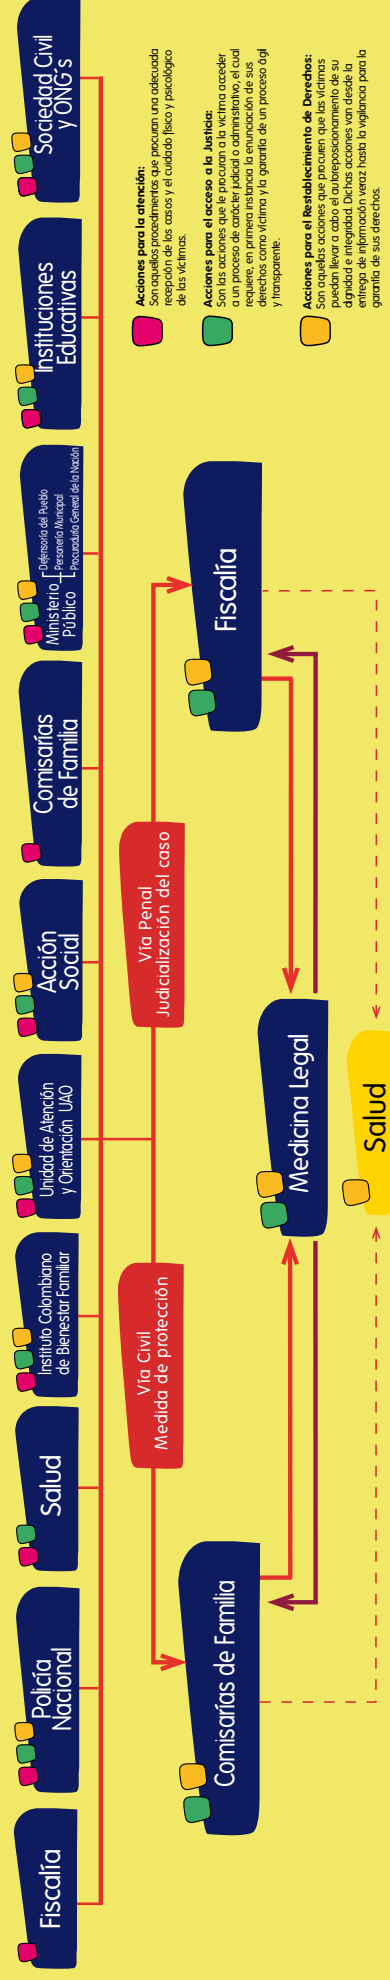 Fiscalía
Policía
Nacional
Salud
Instituto Colombiano
de Bienestar Familiar
Unidad de Atención
y Orientación UAO
Acción
Social
Comisarías
de Familia
Ministerio
Público
Defensoría del Pueblo
Personería Municipal
Procuraduría General de la Nación
Instituciones
Educativas
Sociedad Civil
y ONG's
Vía Civil
Medida de protección
Vía Penal
Judicialización del caso
Comisarías de Familia
Medicina Legal
Fiscalía
Salud
Acciones para la atención:
Son aquellos procedimientos que procuran una adecuada
recepción de los casos y el cuidado físico y psicológico
de las víctimas.
Acciones para el acceso a la Justicia:
Son las acciones que le procuran a la víctima acceder
a un proceso de carácter judicial o administrativo, el cual
requiere, en primera instancia la enunciación de sus
derechos como víctima y la garantía de un proceso ágil
y transparente.
Acciones para el Restablecimiento de Derechos:
Son aquellas acciones que procuren que las víctimas
puedan llevar a cabo el autoreposicionamiento de su
dignidad e integridad. Dichas acciones van desde la
entrega de información veraz hasta la vigilancia para la
garantía de sus derechos.